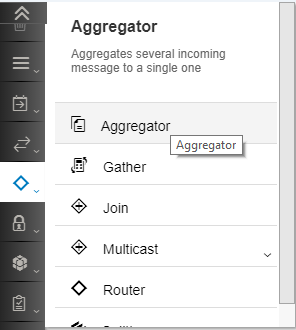 Aggregator
Aggregates several incoming
message to a single one
Aggregator
Aggregator
Gather
Join
Multicast
Router